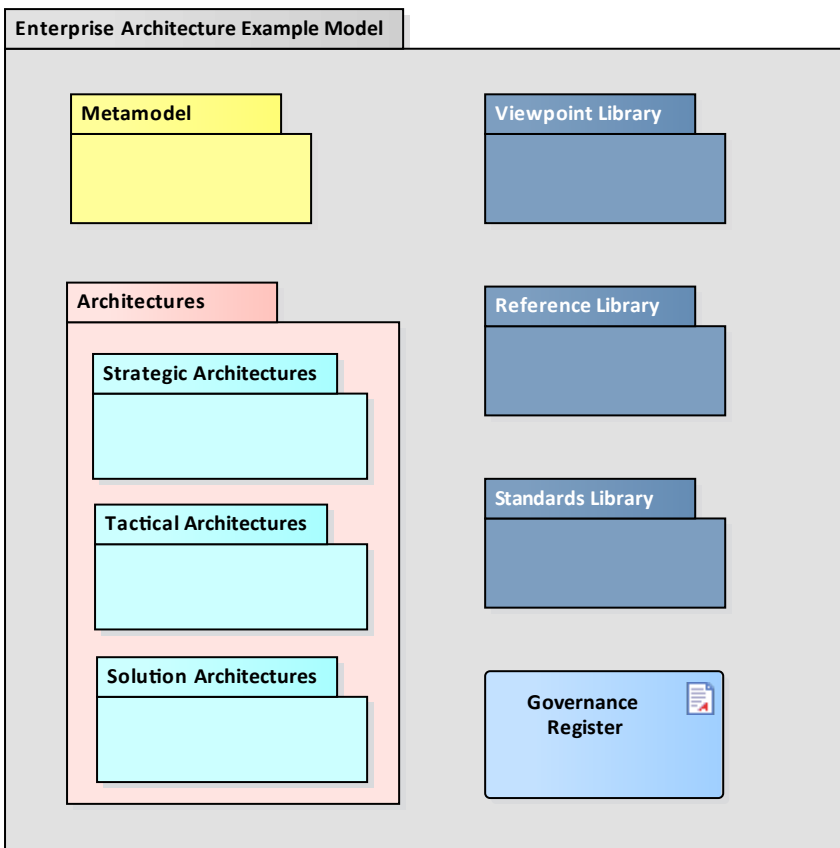 Enterprise Architecture Example Model
Metamodel
Viewpoint Library
Architectures
Reference Library
Strategic Architectures
Standards Library
Tactical Architectures
Solution Architectures
Governance
Register